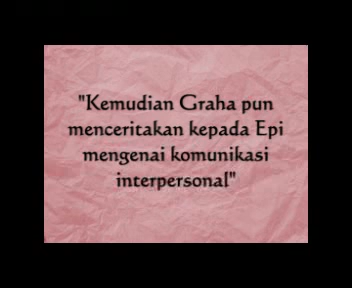 "Kemudian Graha pun
menceritakan kepada Epi
mengenai komunikasi
interpersonal"